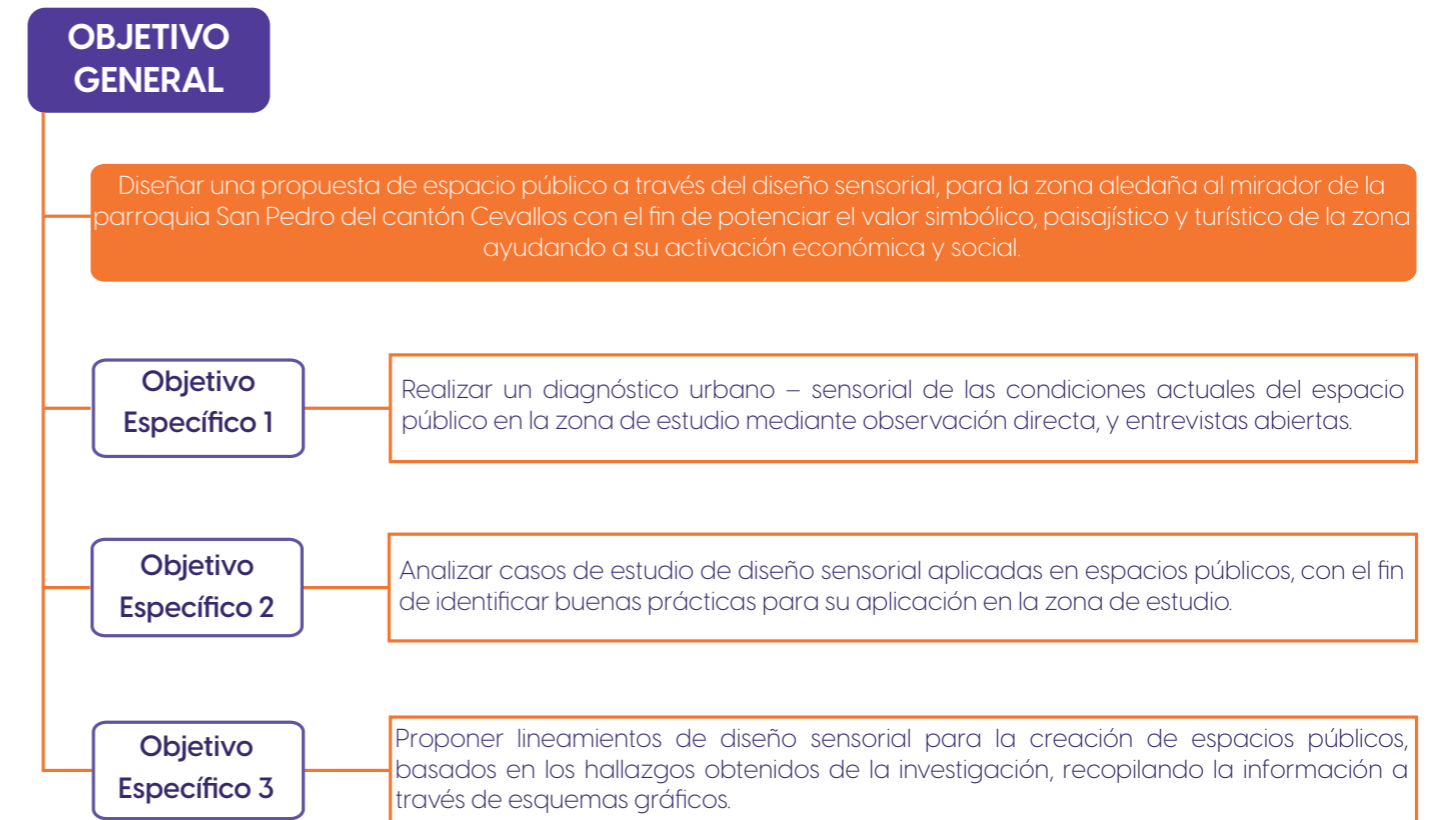 OBJETIVO
GENERAL
Diseñar una propuesta de espacio público a través del diseño sensorial, para la zona aledaña al mirador de la
parroquia San Pedro del cantón Cevallos con el fin de potenciar el valor simbólico, paisajístico y turístico de la zona
ayudando a su activación económica y social.
Objetivo
Específico 1
Realizar un diagnóstico urbano – sensorial de las condiciones actuales del espacio
público en la zona de estudio mediante observación directa, y entrevistas abiertas.
Objetivo
Específico 2
Analizar casos de estudio de diseño sensorial aplicadas en espacios públicos, con el fin
de identificar buenas prácticas para su aplicación en la zona de estudio.
Objetivo
Específico 3
Proponer lineamientos de diseño sensorial para la creación de espacios públicos,
basados en los hallazgos obtenidos de la investigación, recopilando la información a
través de esquemas gráficos.